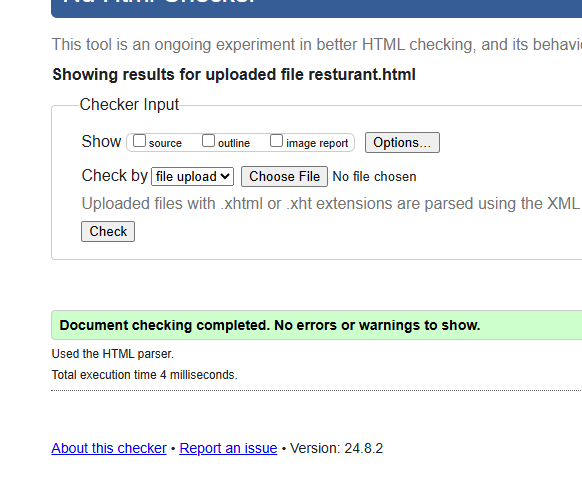 Nu Html Checker
This tool is an ongoing experiment in better HTML checking, and its behavi
Showing results for uploaded file resturant.html
Checker Input
Show source outline image report Options...
Check by file upload Choose File No file chosen
Uploaded files with .xhtml or .xht extensions are parsed using the XML
Check
Document checking completed. No errors or warnings to show.
Used the HTML parser.
Total execution time 4 milliseconds.
About this checker • Report an issue • Version: 24.8.2